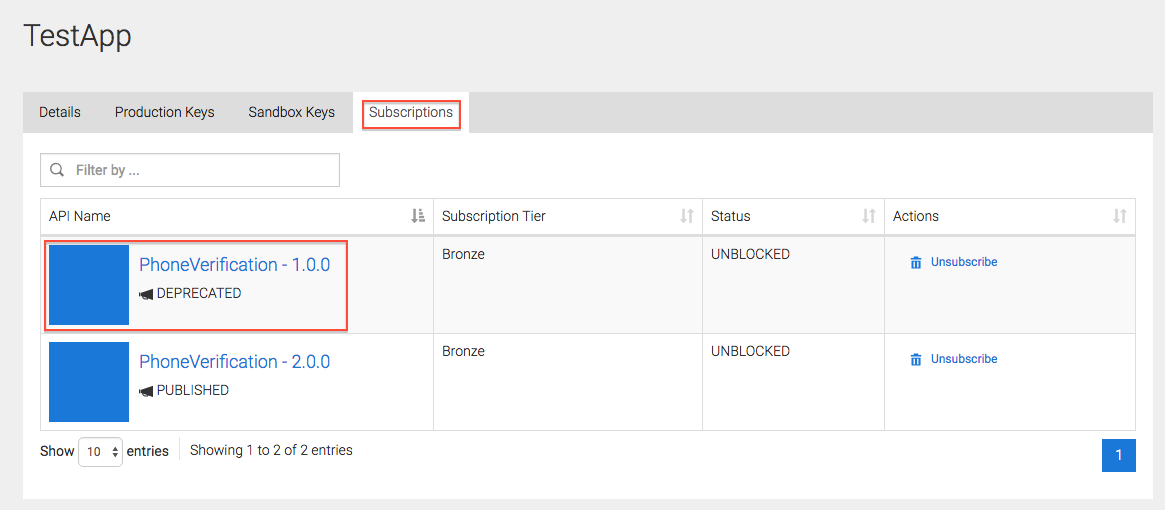 TestApp
Details Production Keys Sandbox Keys Subscriptions
Filter by ...
API Name Subscription Tier Status Actions
PhoneVerification - 1.0.0 Bronze UNBLOCKED Unsubscribe
DEPRECATED
PhoneVerification - 2.0.0 Bronze UNBLOCKED Unsubscribe
PUBLISHED
Show 10 entries Showing 1 to 2 of 2 entries 1